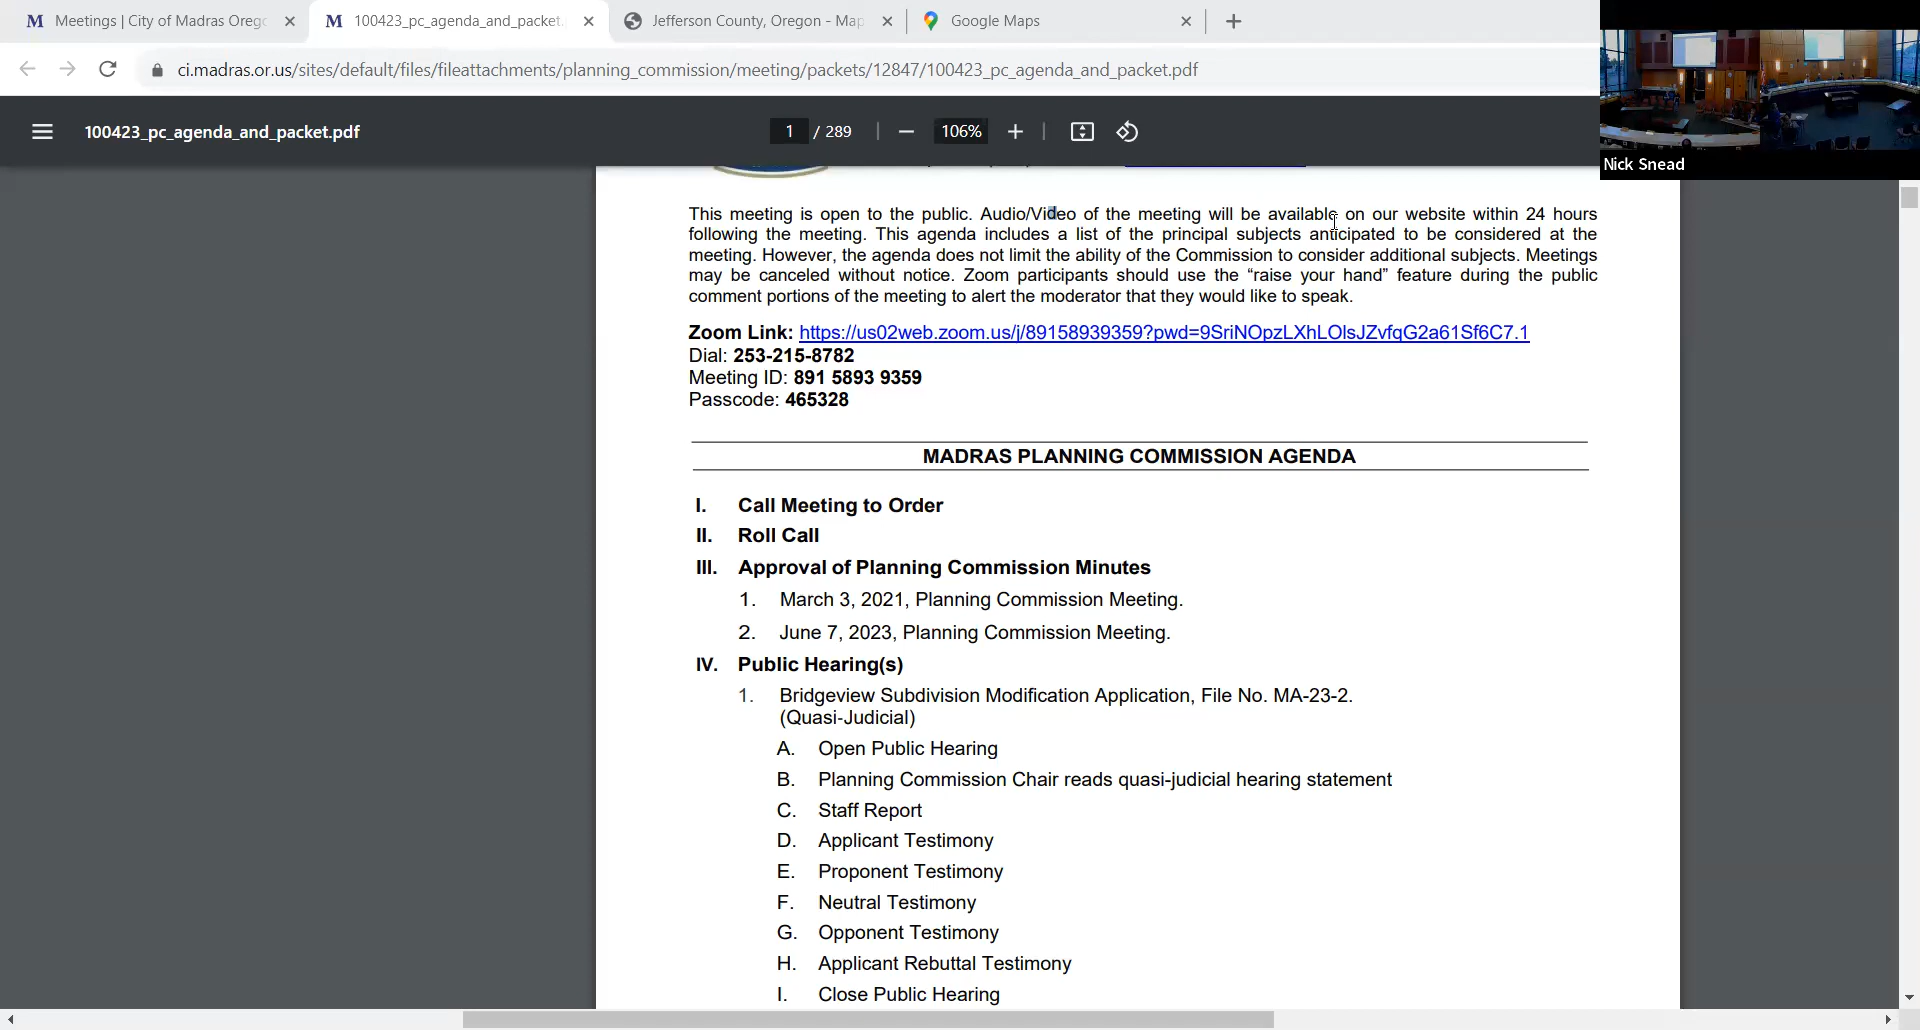 Meetings | City of Madras Orego
100423_pc_agenda_and_packet.
Jefferson County, Oregon - Map
Google Maps
ci.madras.or.us/sites/default/files/fileattachments/planning_commission/meeting/packets/12847/100423_pc_agenda_and_packet.pdf
100423_pc_agenda_and_packet.pdf
1 / 289
106%
Nick Snead
This meeting is open to the public. Audio/Video of the meeting will be available on our website within 24 hours
following the meeting. This agenda includes a list of the principal subjects anticipated to be considered at the
meeting. However, the agenda does not limit the ability of the Commission to consider additional subjects. Meetings
may be canceled without notice. Zoom participants should use the “raise your hand” feature during the public
comment portions of the meeting to alert the moderator that they would like to speak.
Zoom Link: https://us02web.zoom.us/j/89158939359?pwd=9SriNOpzLXhLOlsJZvfqG2a61Sf6C7.1
Dial: 253-215-8782
Meeting ID: 891 5893 9359
Passcode: 465328
MADRAS PLANNING COMMISSION AGENDA
I. Call Meeting to Order
II. Roll Call
III. Approval of Planning Commission Minutes
1. March 3, 2021, Planning Commission Meeting.
2. June 7, 2023, Planning Commission Meeting.
IV. Public Hearing(s)
1. Bridgeview Subdivision Modification Application, File No. MA-23-2.
(Quasi-Judicial)
A. Open Public Hearing
B. Planning Commission Chair reads quasi-judicial hearing statement
C. Staff Report
D. Applicant Testimony
E. Proponent Testimony
F. Neutral Testimony
G. Opponent Testimony
H. Applicant Rebuttal Testimony
I. Close Public Hearing